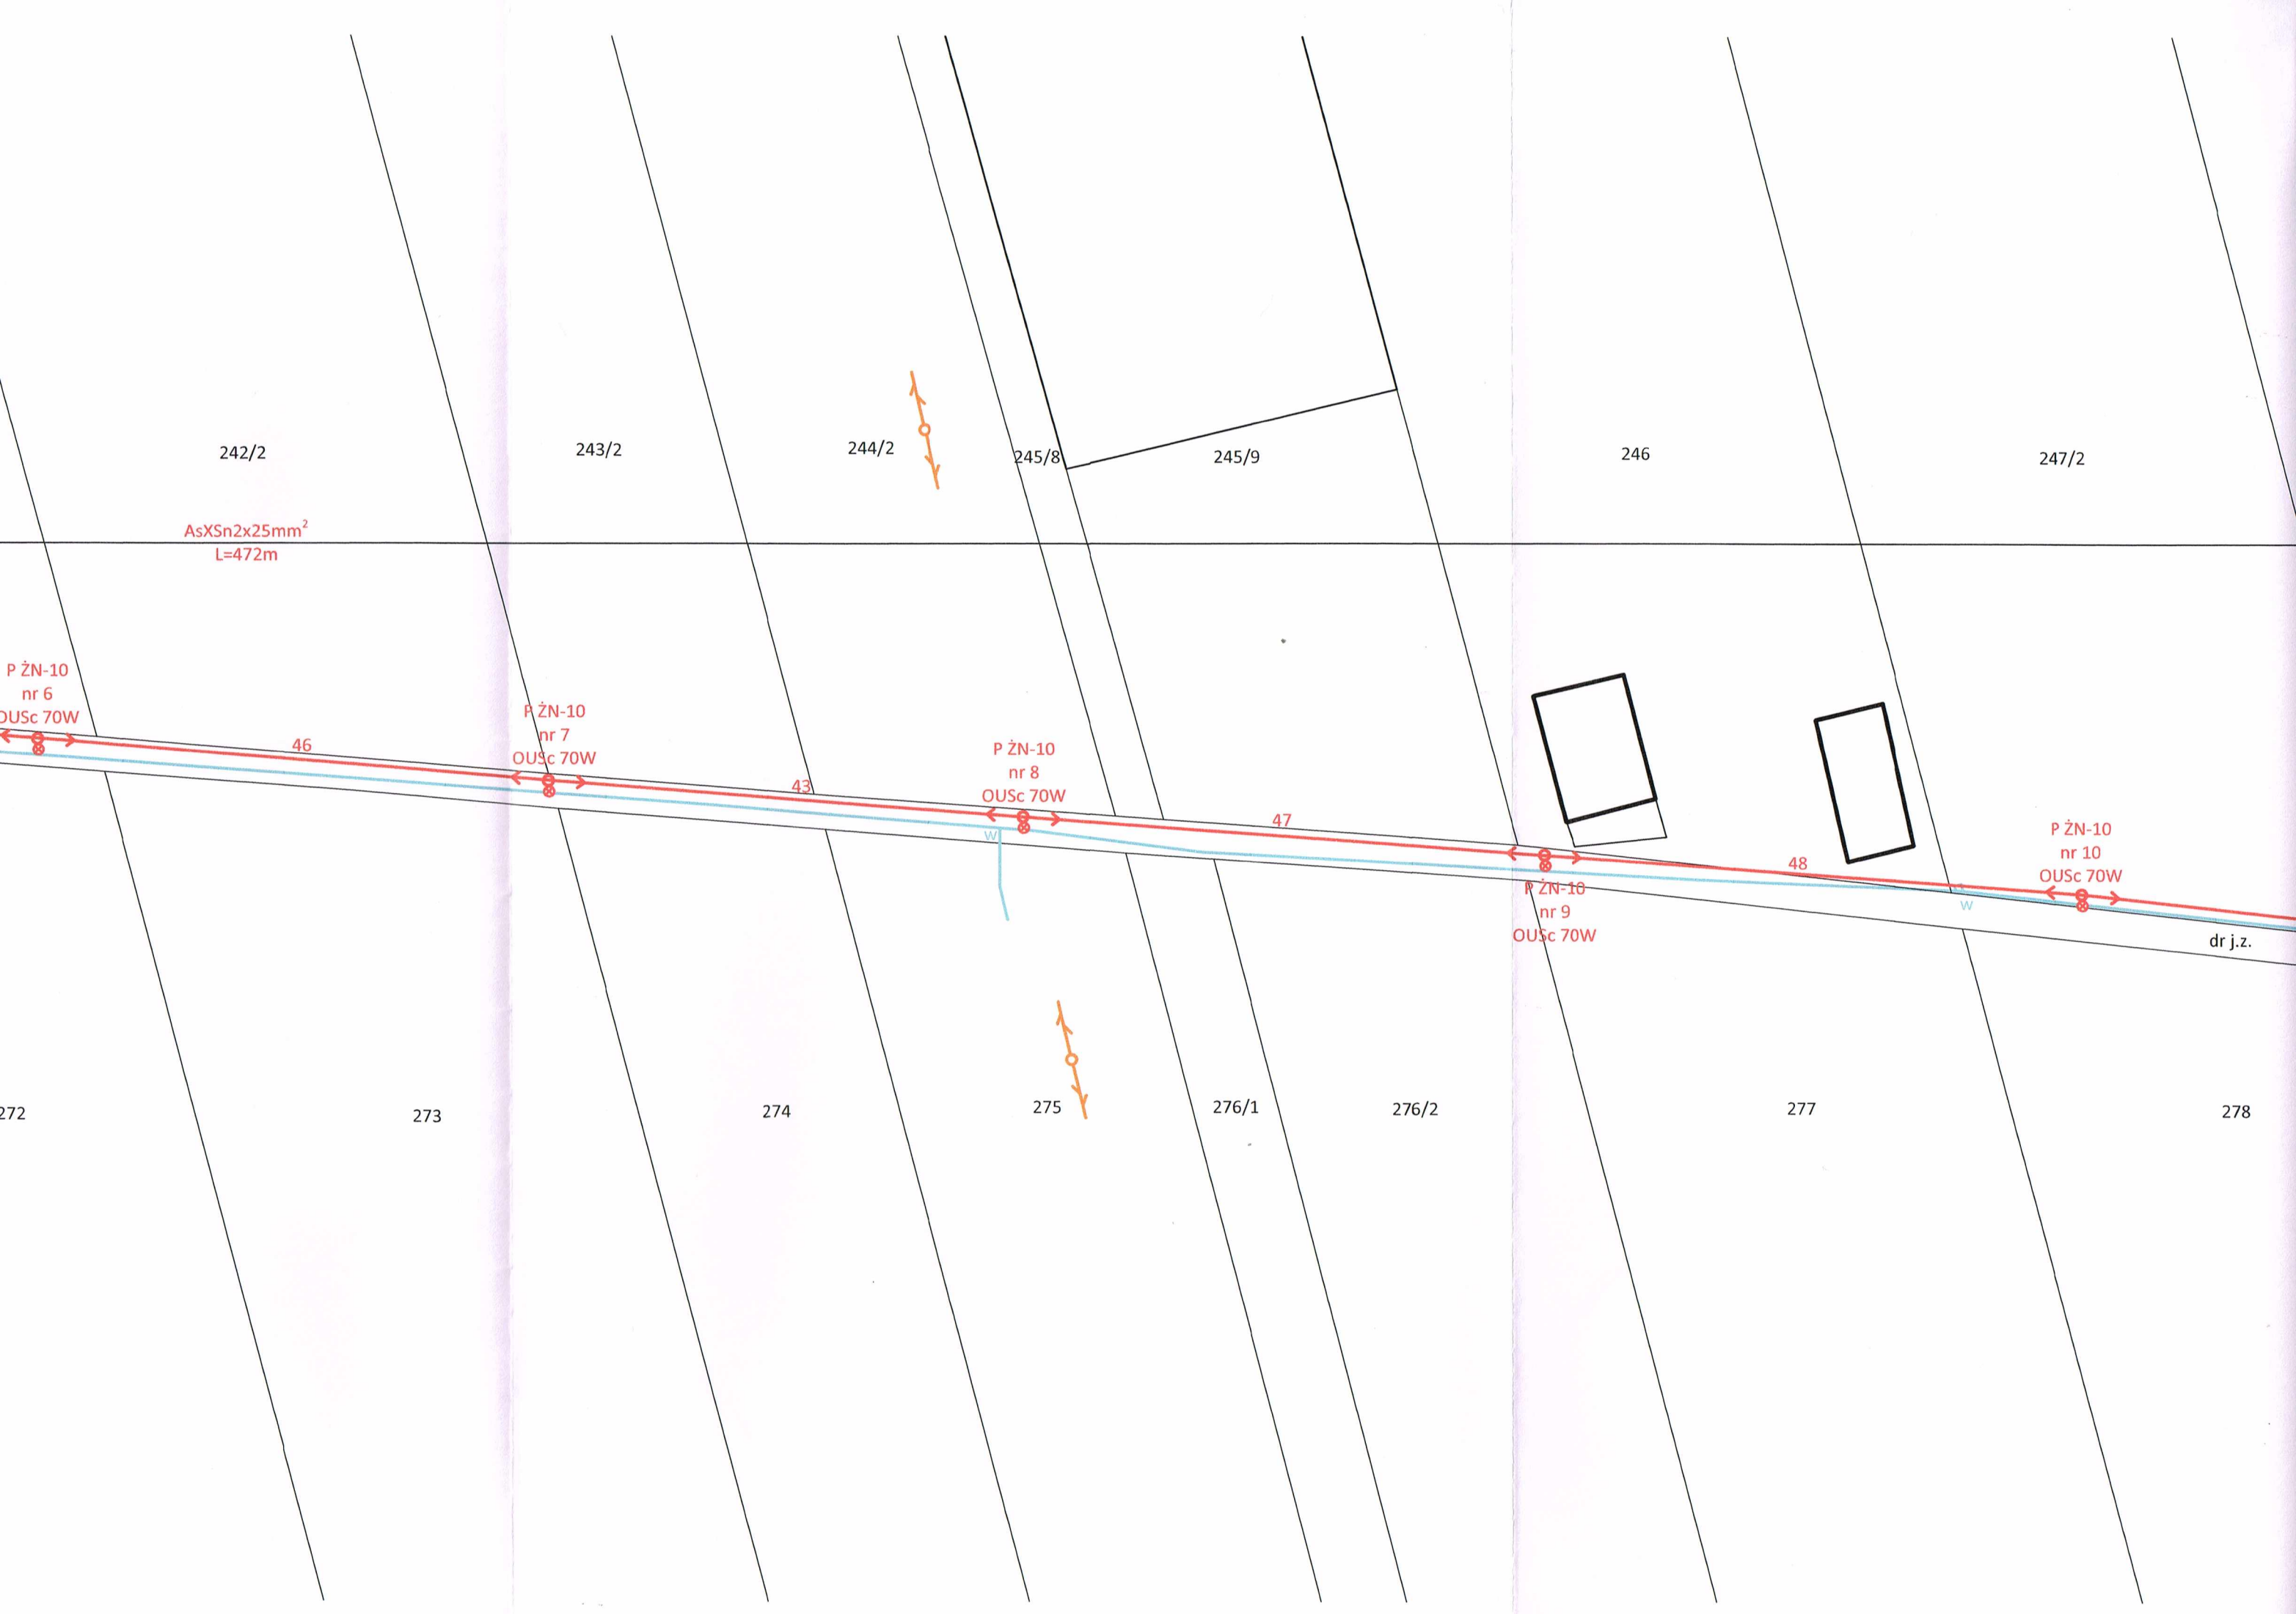 242/2
243/2
244/2
245/8
245/9
246
247/2
AsXSn2x25mm²
L=472m
P ŻN-10
nr 6
OUSc 70W
46
P ŻN-10
nr 7
OUSc 70W
43
P ŻN-10
nr 8
OUSc 70W
W
47
P ŻN-10
nr 9
OUSc 70W
48
P ŻN-10
nr 10
OUSc 70W
W
dr j.z.
272
273
274
275
276/1
276/2
277
278